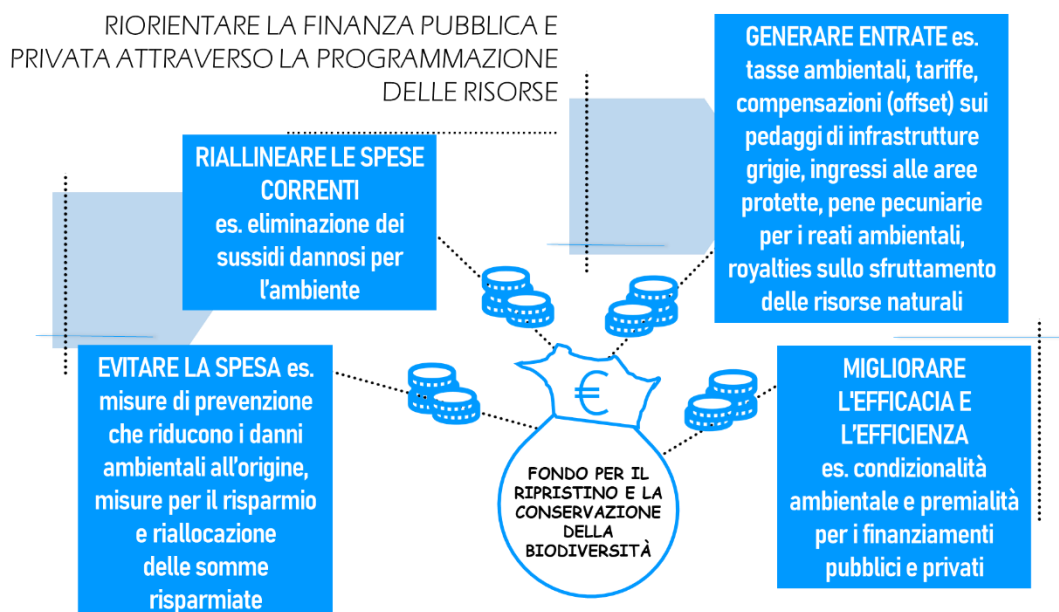 RIORIENTARE LA FINANZA PUBBLICA E
PRIVATA ATTRAVERSO LA PROGRAMMAZIONE
DELLE RISORSE
GENERARE ENTRATE es.
tasse ambientali, tariffe,
compensazioni (offset) sui
pedaggi di infrastrutture
grigie, ingressi alle aree
protette, pene pecuniarie
per i reati ambientali,
royalties sullo sfruttamento
delle risorse naturali
RIALLINEARE LE SPESE
CORRENTI
es. eliminazione dei
sussidi dannosi per
l'ambiente
EVITARE LA SPESA es.
misure di prevenzione
che riducono i danni
ambientali all'origine,
misure per il risparmio
e riallocazione
delle somme
risparmiate
€
FONDO PER IL
RIPRISTINO E LA
CONSERVAZIONE
DELLA
BIODIVERSITÀ
MIGLIORARE
L'EFFICACIA E
L'EFFICIENZA
es. condizionalità
ambientale e premialità
per i finanziamenti
pubblici e privati